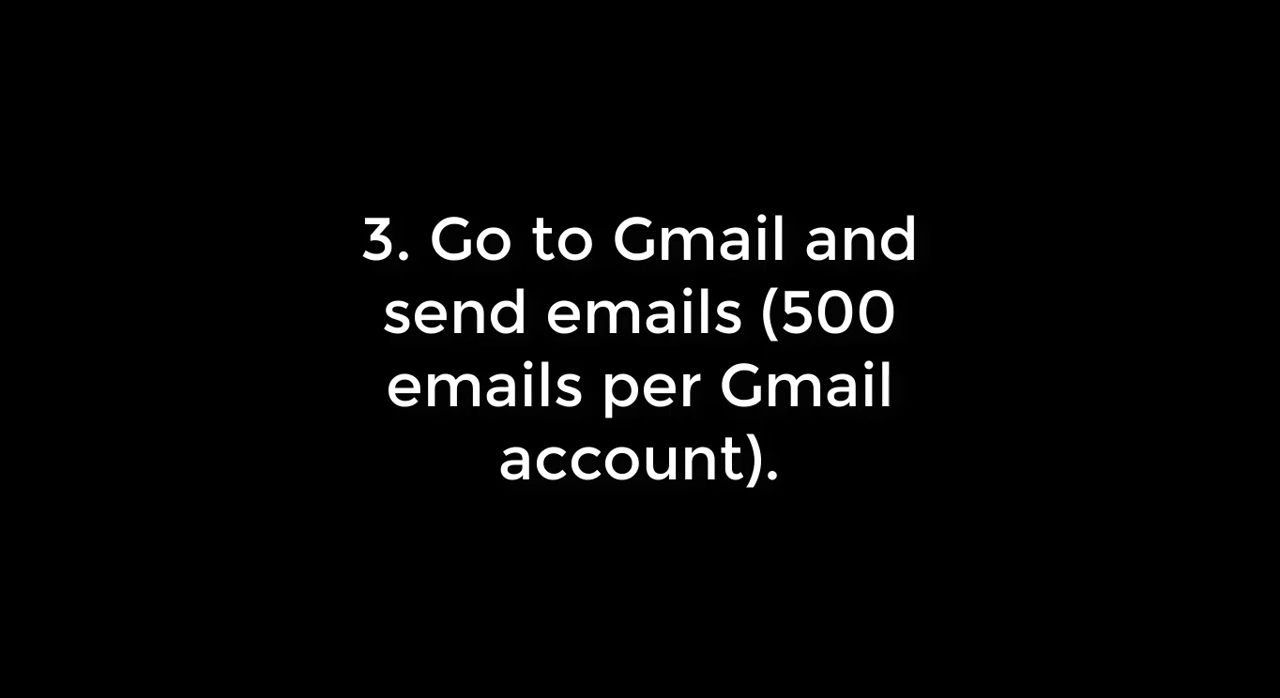 3. Go to Gmail and
send emails (500
emails per Gmail
account).